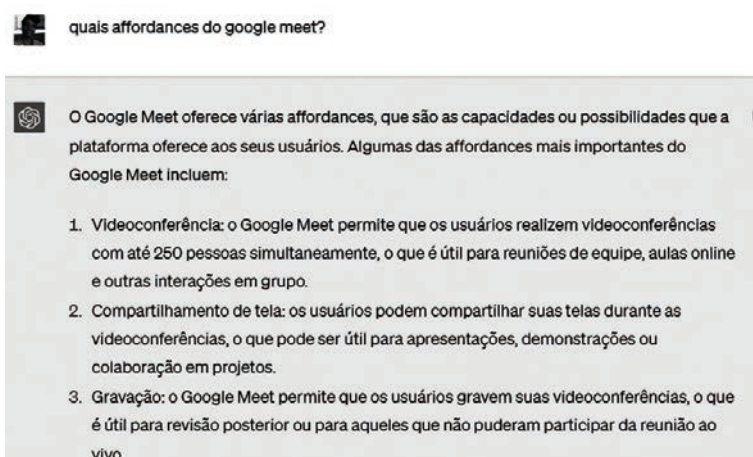 quais affordances do google meet?
O Google Meet oferece várias affordances, que são as capacidades ou possibilidades que a
plataforma oferece aos seus usuários. Algumas das affordances mais importantes do
Google Meet incluem:
1. Videoconferência: o Google Meet permite que os usuários realizem videoconferências
com até 250 pessoas simultaneamente, o que é útil para reuniões de equipe, aulas online
e outras interações em grupo.
2. Compartilhamento de tela: os usuários podem compartilhar suas telas durante as
videoconferências, o que pode ser útil para apresentações, demonstrações ou
colaboração em projetos.
3. Gravação: o Google Meet permite que os usuários gravem suas videoconferências, o que
é útil para revisão posterior ou para aqueles que não puderam participar da reunião ao
vivo.